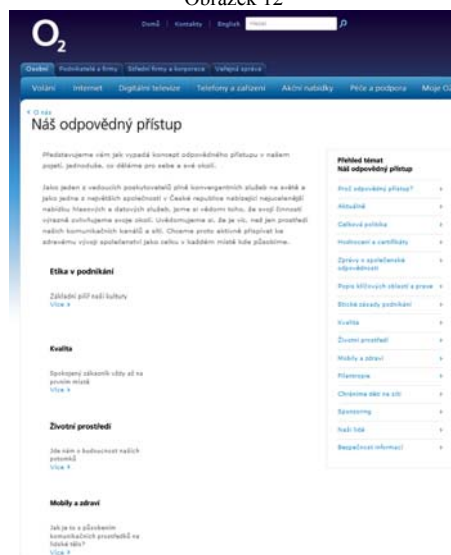 Obrázek 12
O2
Domů | Kontakty | English
Osobní
Podnikatelé a firmy
Střední firmy a korporace
Veřejná správa
Volání
Internet
Digitální televize
Telefony a zařízení
Akční nabídky
Péče a podpora
Moje
O nás
Náš odpovědný přístup
Představujeme vám jak vypadá koncept odpovědného přístupu v našem
pojetí, jednoduše, co děláme pro sebe a své okolí.
Jako jeden z vedoucích poskytovatelů plně konvergentních služeb na světě a
jako jedna z největších společností v České republice nabízející nejucelenější
nabídku hlasových a datových služeb, jsme si vědomi toho, že svojí činností
výrazně ovlivňujeme svoje okolí. Uvědomujeme si, že je víc, než jen prostředí
našich komunikačních kanálů a sítí. Chceme proto aktivně přispívat ke
zdravému vývoji společenství jako celku v každém místě kde působíme.
Etika v podnikání
Základní pilíř naší kultury
Více
Kvalita
Spokojený zákazník vždy až na
prvním místě
Více
Životní prostředí
Jde nám o budoucnost našich
potomků
Více
Mobily a zdraví
Jak je to s působením
komunikačních prostředků na
lidské tělo?
Více
Přehled témat
Náš odpovědný přístup
Proč odpovědný přístup?
Aktuálně
Celková politika
Hodnocení a certifikáty
Zprávy o společenské
odpovědnosti
Popis klíčových oblastí a
Etické zásady podnikání
Kvalita
Životní prostředí
Mobily a zdraví
Filantropie
Chráníme děti na síti
Sponzoring
Naši lidé
Bezpečnost informací